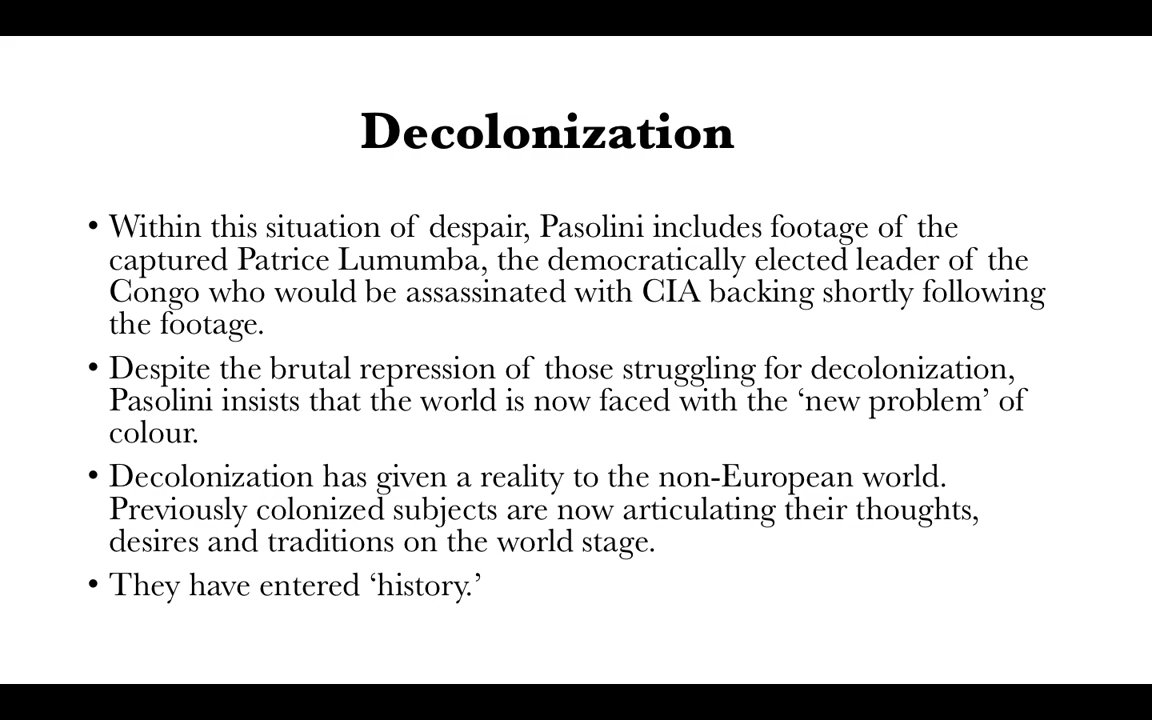 Decolonization
• Within this situation of despair, Pasolini includes footage of the
captured Patrice Lumumba, the democratically elected leader of the
Congo who would be assassinated with CIA backing shortly following
the footage.
• Despite the brutal repression of those struggling for decolonization,
Pasolini insists that the world is now faced with the ‘new problem’ of
colour.
• Decolonization has given a reality to the non-European world.
Previously colonized subjects are now articulating their thoughts,
desires and traditions on the world stage.
• They have entered ‘history.’